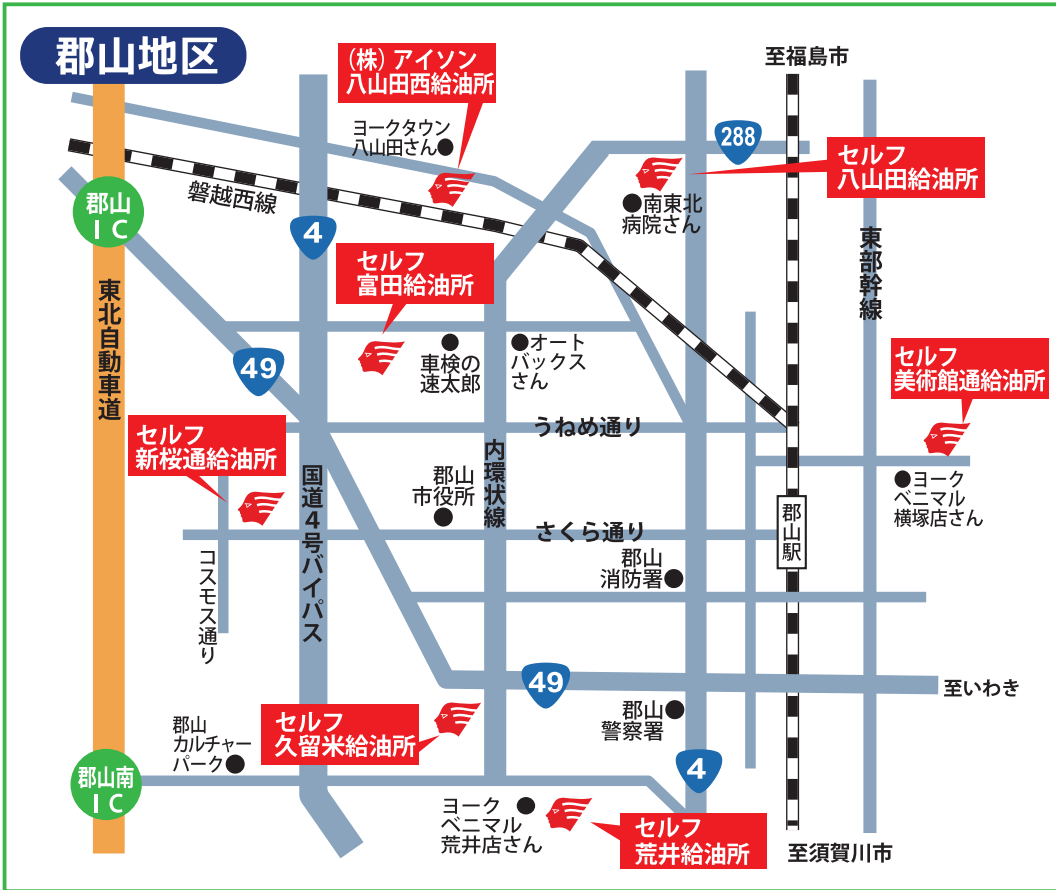 郡山地区
(株)アイソン
八山田西給油所
至福島市
ヨークタウン
八山田さん
288
セルフ
八山田給油所
磐越西線
郡山
IC
4
南東北
病院さん
東部幹線
セルフ
富田給油所
東北自動車道
49
車検の
速太郎
オート
バックス
さん
セルフ
美術館通給油所
セルフ
新桜通給油所
うねめ通り
国道4号バイパス
郡山
市役所
内環状線
ヨーク
ベニマル
横塚店さん
さくら通り
郡山駅
コスモス通り
郡山
消防署
49
至いわき
セルフ
久留米給油所
郡山
警察署
郡山
カルチャー
パーク
郡山南
IC
4
ヨーク
ベニマル
荒井店さん
セルフ
荒井給油所
至須賀川市